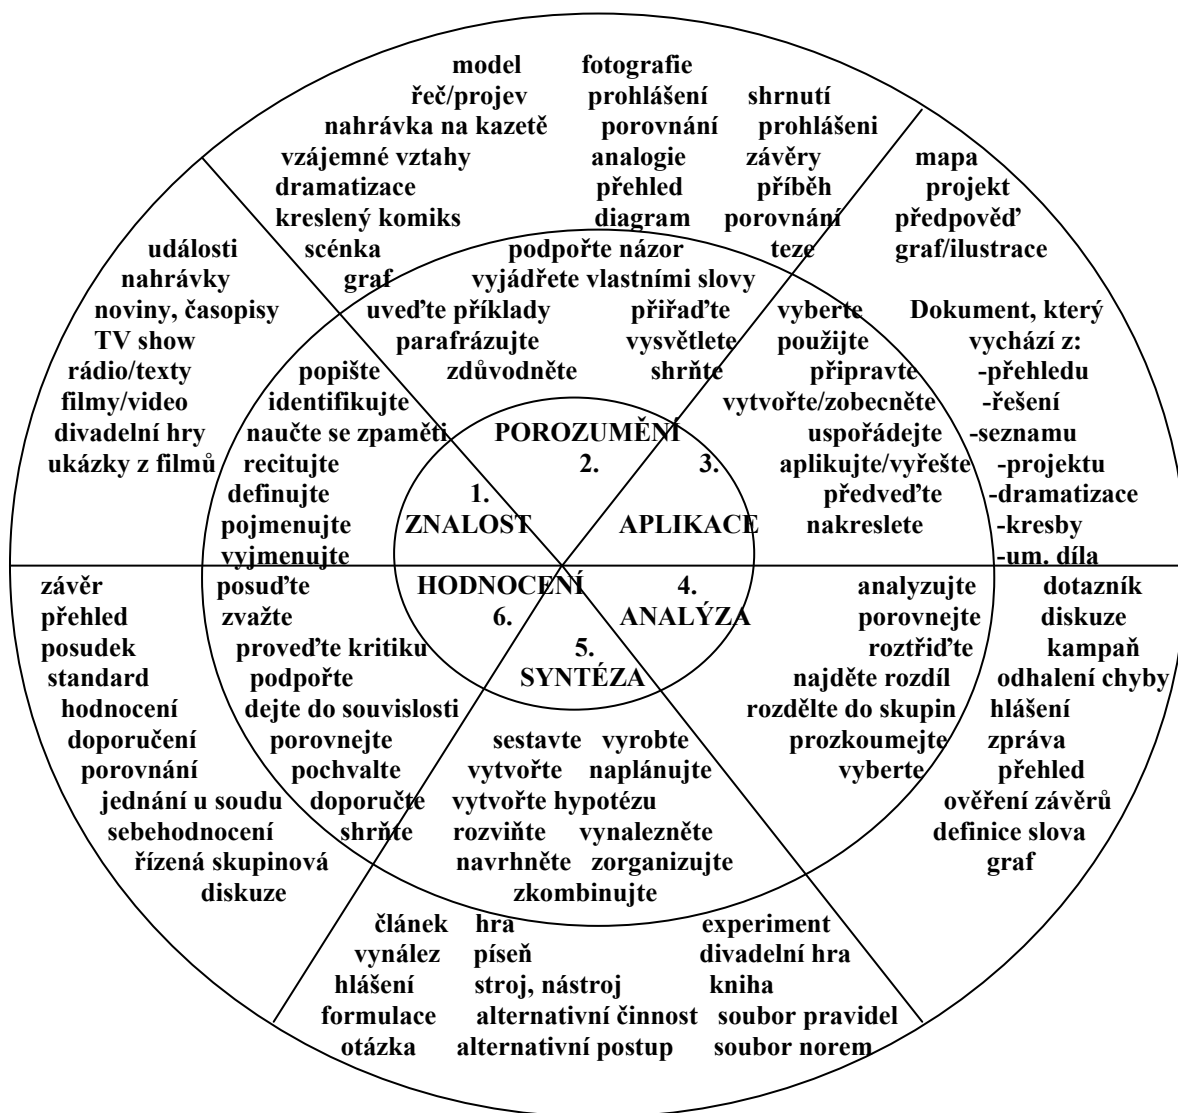 model fotografie
řeč/projev prohlášení shrnutí
nahrávka na kazetě porovnání prohlášeni
vzájemné vztahy analogie závěry mapa
dramatizace přehled příběh projekt
kreslený komiks diagram porovnání předpověď
události scénka podpořte názor teze graf/ilustrace
nahrávky graf vyjádřete vlastními slovy
noviny, časopisy uveďte příklady přiřaďte vyberte Dokument, který
TV show parafrázujte vysvětlete použijte vychází z:
rádio/texty popište zdůvodněte shrňte připravte -přehledu
filmy/video identifikujte vytvořte/zobecněte -řešení
divadelní hry naučte se zpaměti POROZUMĚNÍ uspořádejte -seznamu
ukázky z filmů recitujte 2. 3. aplikujte/vyřešte -projektu
definujte 1. předveďte -dramatizace
pojmenujte ZNALOST APLIKACE nakreslete -kresby
vyjmenujte -um. díla
závěr posuďte HODNOCENÍ 4. analyzujte dotazník
přehled zvažte 6. ANALÝZA porovnejte diskuze
posudek proveďte kritiku 5. roztřiďte kampaň
standard podpořte SYNTÉZA najděte rozdíl odhalení chyby
hodnocení dejte do souvislosti rozdělte do skupin hlášení
doporučení porovnejte sestavte vyrobte prozkoumejte zpráva
porovnání pochvalte vytvořte naplánujte vyberte přehled
jednání u soudu doporučte vytvořte hypotézu ověření závěrů
sebehodnocení shrňte rozviňte vynalezněte definice slova
řízená skupinová navrhněte zorganizujte graf
diskuze zkombinujte
článek hra experiment
vynález píseň divadelní hra
hlášení stroj, nástroj kniha
formulace alternativní činnost soubor pravidel
otázka alternativní postup soubor norem